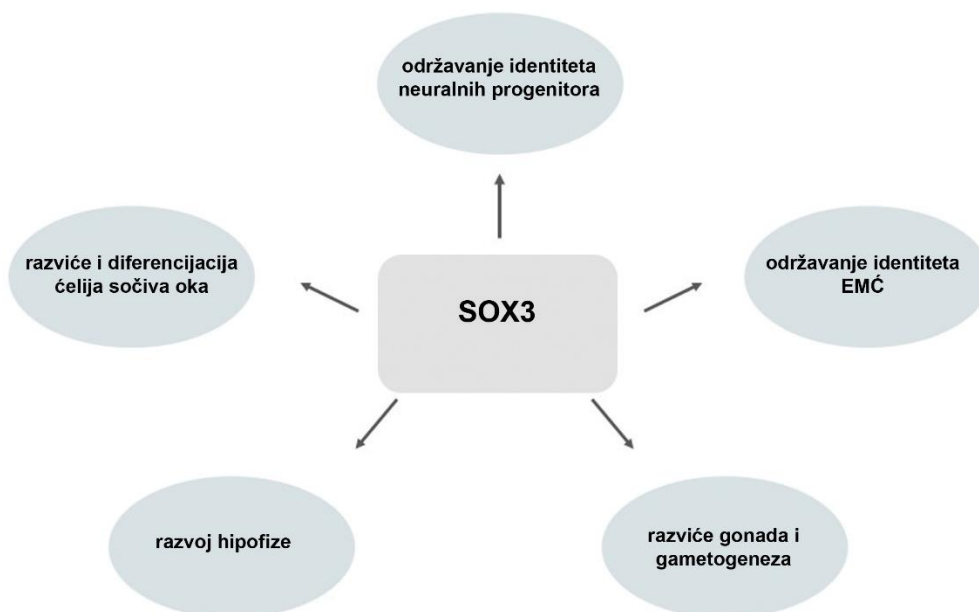 održavanje identiteta
neuralnih progenitora
razviće i diferencijacija
ćelija sočiva oka
održavanje identiteta
EMĆ
SOX3
razvoj hipofize
razviće gonada i
gametogeneza